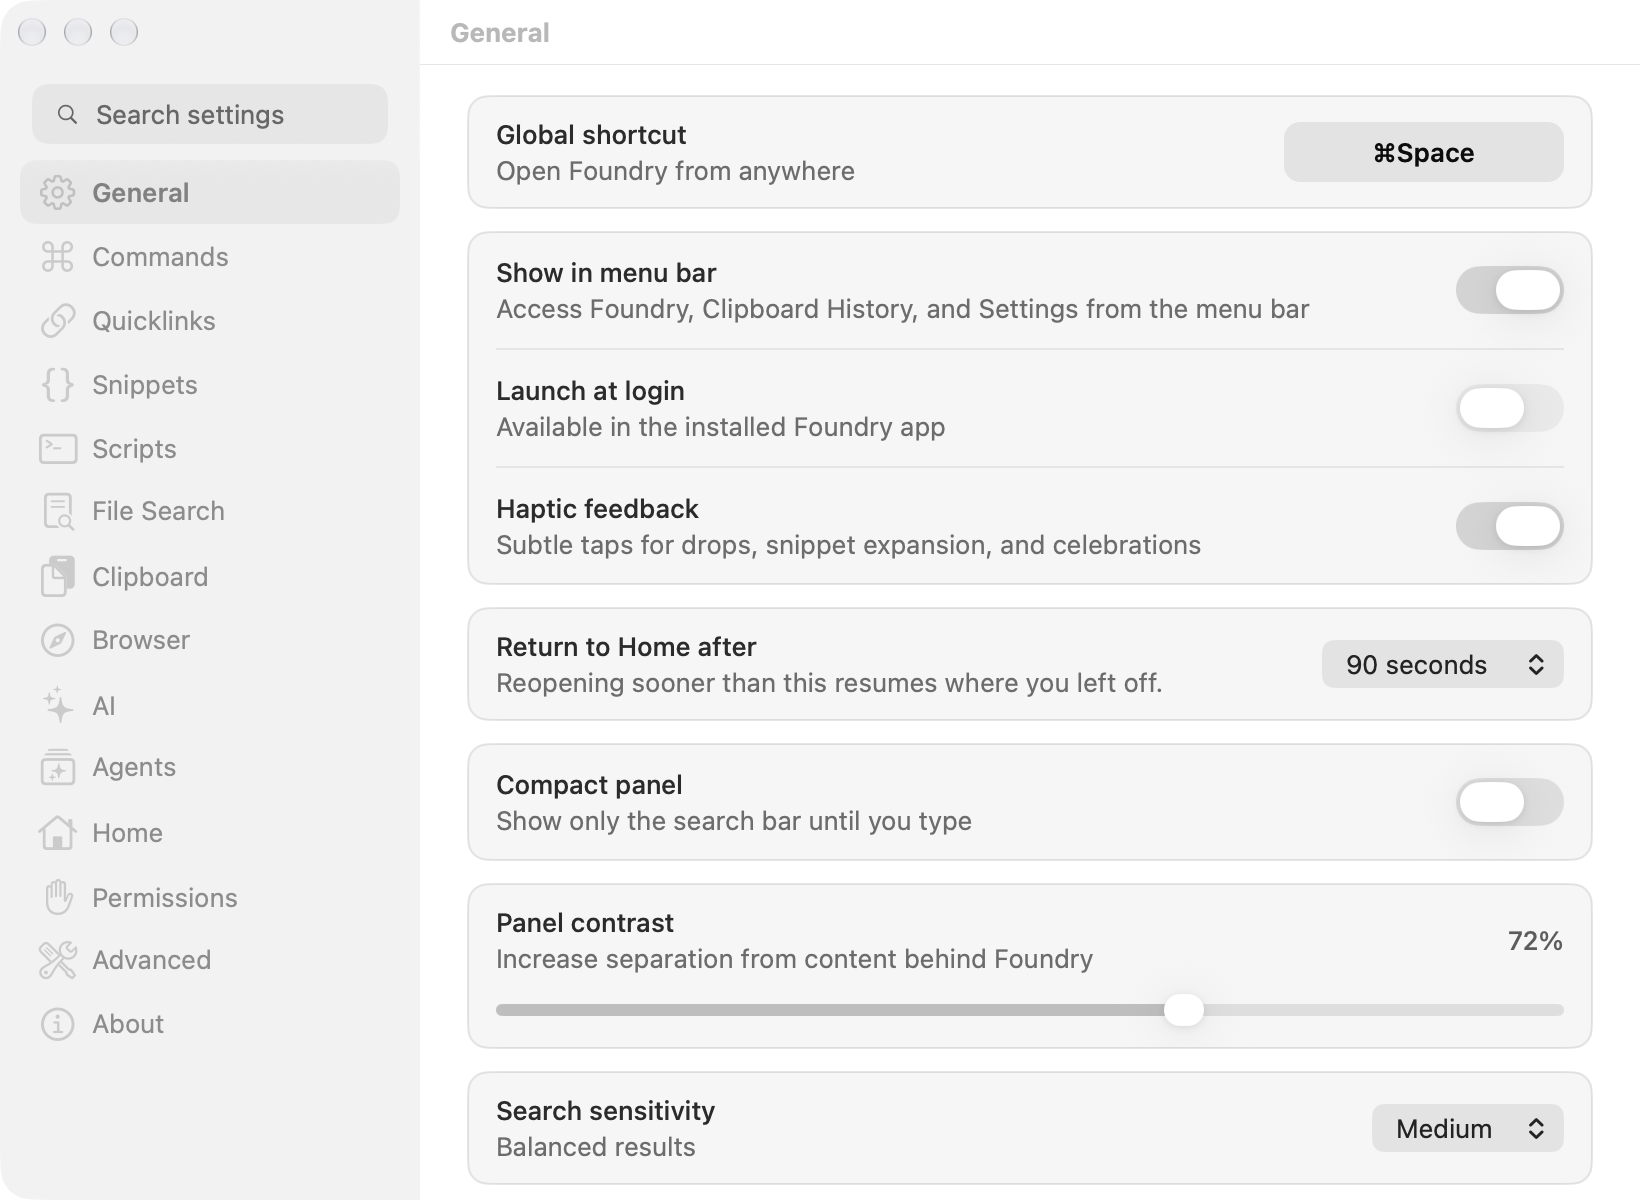 General
Search settings
General
Commands
Quicklinks
Snippets
Scripts
File Search
Clipboard
Browser
AI
Agents
Home
Permissions
Advanced
About
Global shortcut
Open Foundry from anywhere
⌘Space
Show in menu bar
Access Foundry, Clipboard History, and Settings from the menu bar
Launch at login
Available in the installed Foundry app
Haptic feedback
Subtle taps for drops, snippet expansion, and celebrations
Return to Home after
Reopening sooner than this resumes where you left off.
90 seconds
Compact panel
Show only the search bar until you type
Panel contrast
Increase separation from content behind Foundry
72%
Search sensitivity
Balanced results
Medium